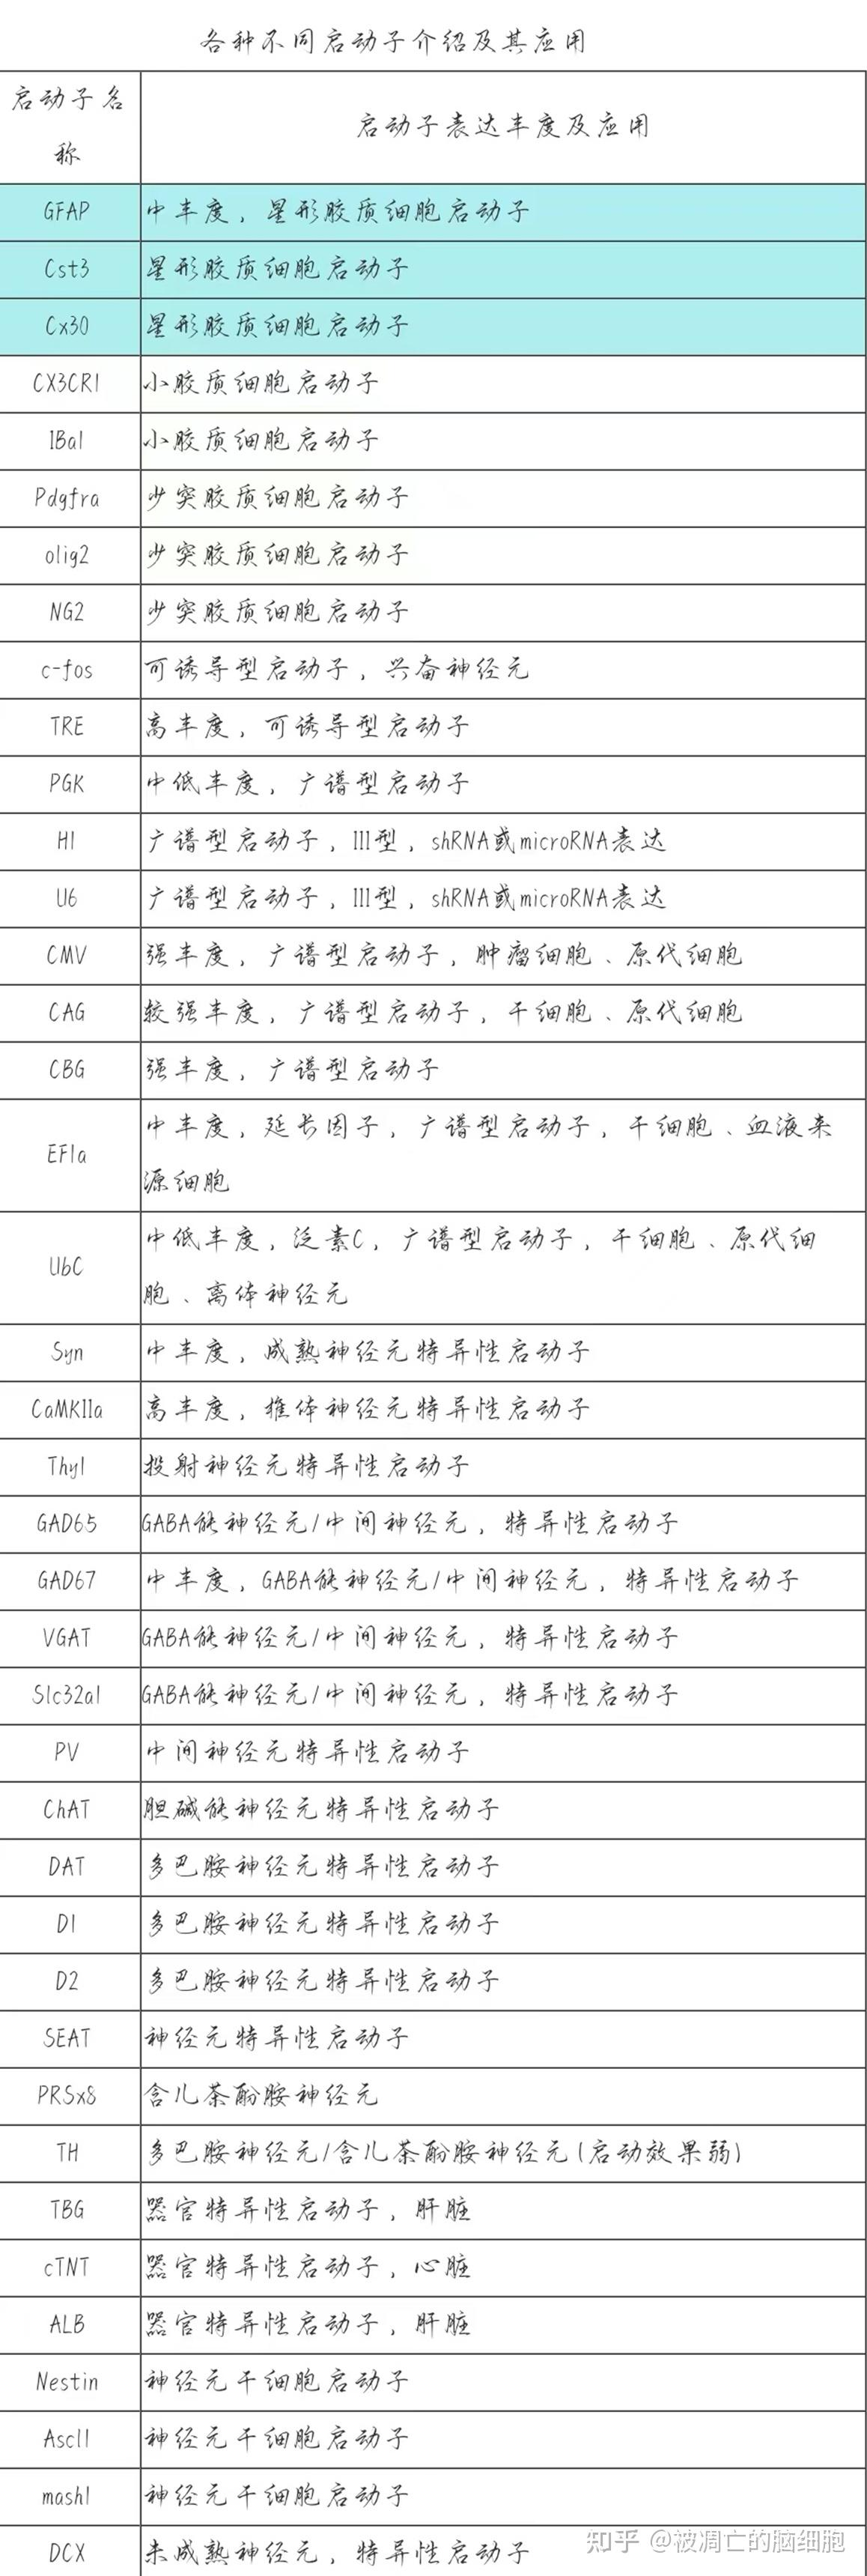 各种不同启动子介绍及其应用
启动子名
称
启动子表达丰度及应用
GFAP 中丰度，星形胶质细胞启动子
Cst3 星形胶质细胞启动子
Cx30 星形胶质细胞启动子
CX3CR1 小胶质细胞启动子
IBa1 小胶质细胞启动子
Pdgfra 少突胶质细胞启动子
olig2 少突胶质细胞启动子
NG2 少突胶质细胞启动子
c-fos 可诱导型启动子，兴奋神经元
TRE 高丰度，可诱导型启动子
PGK 中低丰度，广谱型启动子
H1 广谱型启动子，III型，shRNA或microRNA表达
U6 广谱型启动子，III型，shRNA或microRNA表达
CMV 强丰度，广谱型启动子，肿瘤细胞、原代细胞
CAG 较强丰度，广谱型启动子，干细胞、原代细胞
CBG 强丰度，广谱型启动子
EF1a 中丰度，延长因子，广谱型启动子，干细胞、血液来
源细胞
UbC 中低丰度，泛素C，广谱型启动子，干细胞、原代细
胞、离体神经元
Syn 中丰度，成熟神经元特异性启动子
CaMKIIa 高丰度，椎体神经元特异性启动子
Thy1 投射神经元特异性启动子
GAD65 GABA能神经元/中间神经元，特异性启动子
GAD67 中丰度，GABA能神经元/中间神经元，特异性启动子
VGAT GABA能神经元/中间神经元，特异性启动子
Slc32a1 GABA能神经元/中间神经元，特异性启动子
PV 中间神经元特异性启动子
ChAT 胆碱能神经元特异性启动子
DAT 多巴胺神经元特异性启动子
D1 多巴胺神经元特异性启动子
D2 多巴胺神经元特异性启动子
SEAT 神经元特异性启动子
PRSx8 含儿茶酚胺神经元
TH 多巴胺神经元/含儿茶酚胺神经元(启动效果弱)
TBG 器官特异性启动子，肝脏
cTNT 器官特异性启动子，心脏
ALB 器官特异性启动子，肝脏
Nestin 神经元干细胞启动子
Ascl1 神经元干细胞启动子
mash1 神经元干细胞启动子
DCX 未成熟神经元，特异性启动子
知乎 @被凋亡的脑细胞